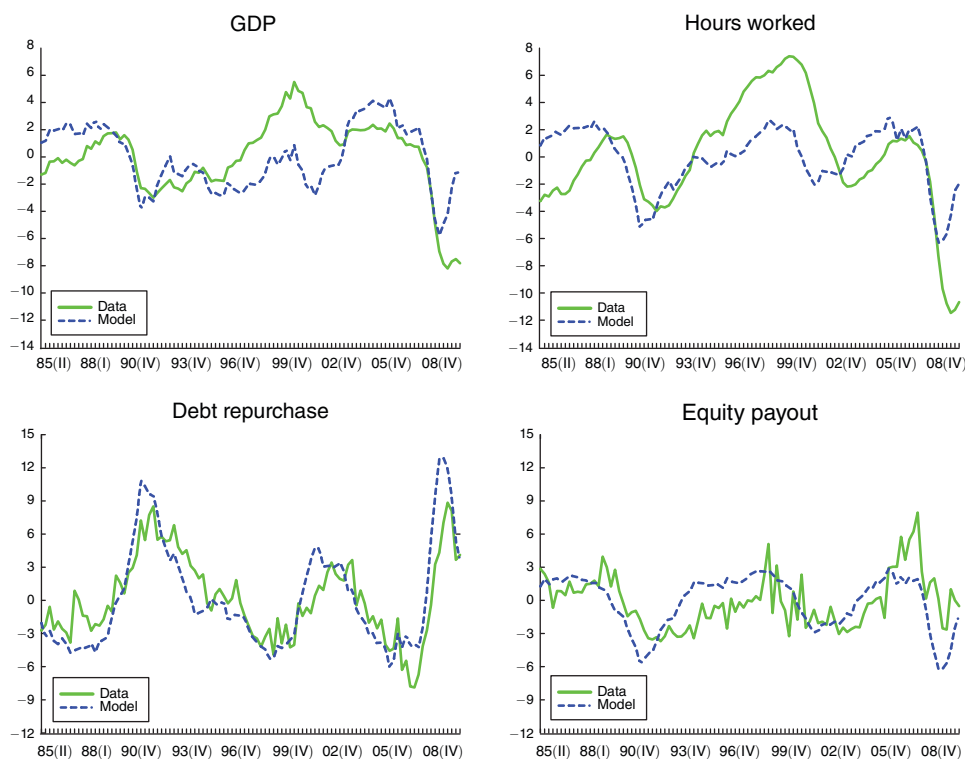 GDP
8
6
4
2
0
−2
−4
−6
−8
−10
−12
−14
Data
Model
85(II) 88(I) 90(IV) 93(IV) 96(IV) 99(IV) 02(IV) 05(IV) 08(IV)
Hours worked
8
6
4
2
0
−2
−4
−6
−8
−10
−12
−14
Data
Model
85(II) 88(I) 90(IV) 93(IV) 96(IV) 99(IV) 02(IV) 05(IV) 08(IV)
Debt repurchase
15
12
9
6
3
0
−3
−6
−9
−12
Data
Model
85(II) 88(I) 90(IV) 93(IV) 96(IV) 99(IV) 02(IV) 05(IV) 08(IV)
Equity payout
15
12
9
6
3
0
−3
−6
−9
−12
Data
Model
85(II) 88(I) 90(IV) 93(IV) 96(IV) 99(IV) 02(IV) 05(IV) 08(IV)